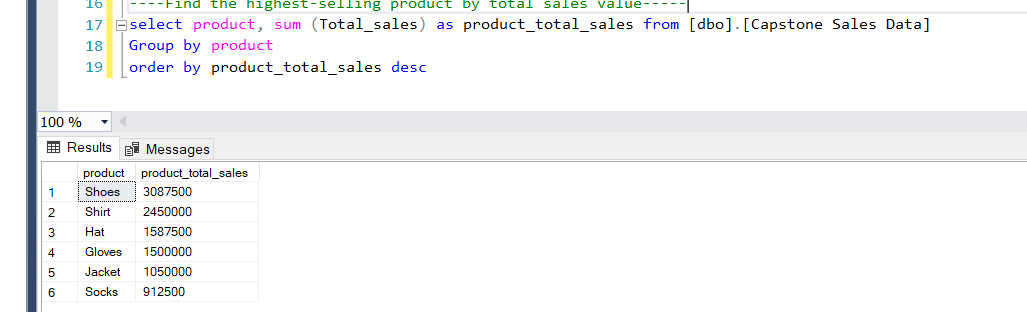 16 ----Find the highest-selling product by total sales value-----
17 select product, sum (Total_sales) as product_total_sales from [dbo].[Capstone Sales Data]
18 Group by product
19 order by product_total_sales desc
100 %
Results Messages
product product_total_sales
1 Shoes 3087500
2 Shirt 2450000
3 Hat 1587500
4 Gloves 1500000
5 Jacket 1050000
6 Socks 912500